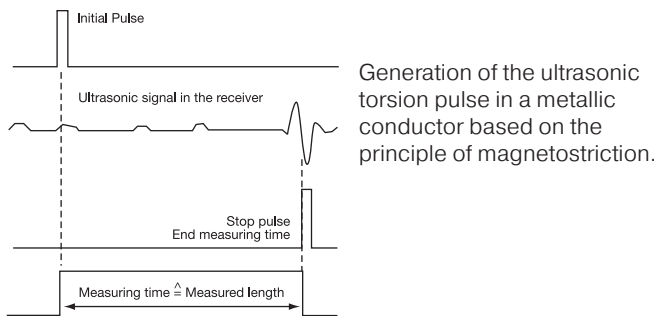 Initial Pulse
Ultrasonic signal in the receiver
Stop pulse
End measuring time
Measuring time ≙ Measured length
Generation of the ultrasonic
torsion pulse in a metallic
conductor based on the
principle of magnetostriction.